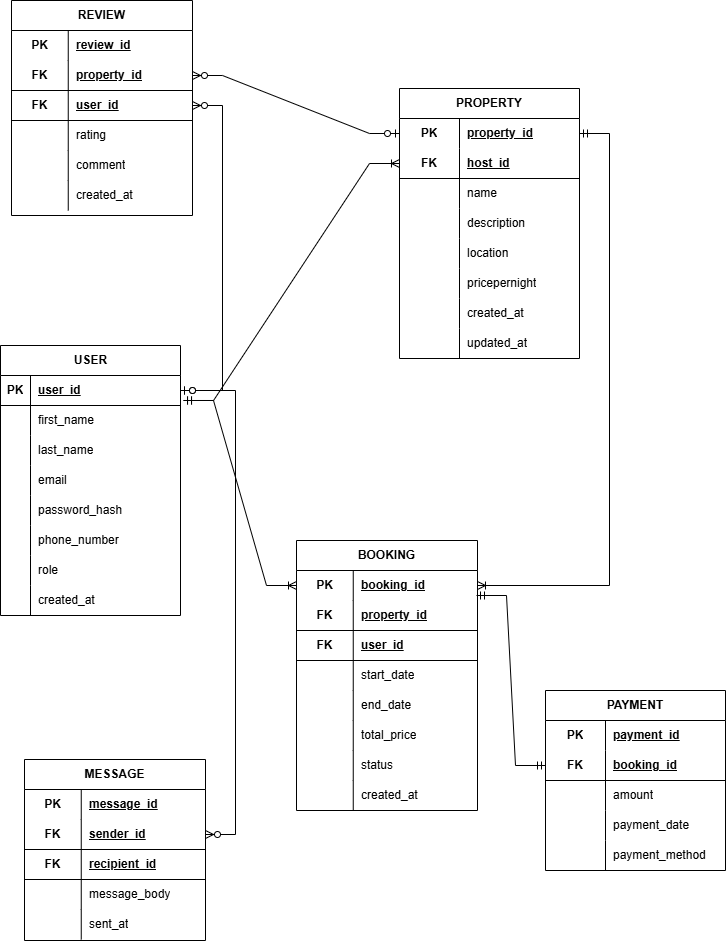 REVIEW
PK review_id
FK property_id
FK user_id
rating
comment
created_at
PROPERTY
PK property_id
FK host_id
name
description
location
pricepernight
created_at
updated_at
USER
PK user_id
first_name
last_name
email
password_hash
phone_number
role
created_at
BOOKING
PK booking_id
FK property_id
FK user_id
start_date
end_date
total_price
status
created_at
PAYMENT
PK payment_id
FK booking_id
amount
payment_date
payment_method
MESSAGE
PK message_id
FK sender_id
FK recipient_id
message_body
sent_at